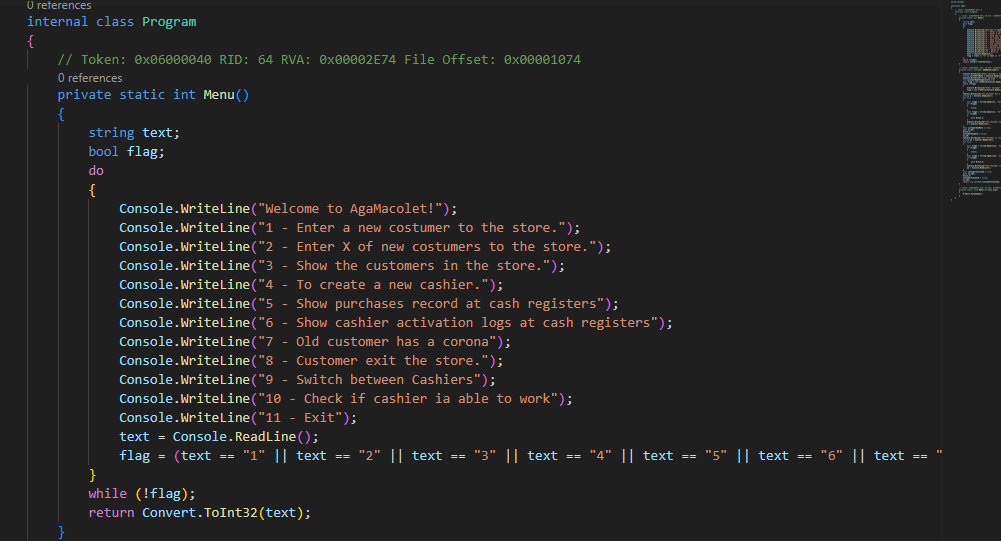 0 references
internal class Program
{
// Token: 0x06000040 RID: 64 RVA: 0x00002E74 File Offset: 0x00001074
0 references
private static int Menu()
{
string text;
bool flag;
do
{
Console.WriteLine("Welcome to AgaMacolet!");
Console.WriteLine("1 - Enter a new costumer to the store.");
Console.WriteLine("2 - Enter X of new costumers to the store.");
Console.WriteLine("3 - Show the customers in the store.");
Console.WriteLine("4 - To create a new cashier.");
Console.WriteLine("5 - Show purchases record at cash registers");
Console.WriteLine("6 - Show cashier activation logs at cash registers");
Console.WriteLine("7 - Old customer has a corona");
Console.WriteLine("8 - Customer exit the store.");
Console.WriteLine("9 - Switch between Cashiers");
Console.WriteLine("10 - Check if cashier ia able to work");
Console.WriteLine("11 - Exit");
text = Console.ReadLine();
flag = (text == "1" || text == "2" || text == "3" || text == "4" || text == "5" || text == "6" || text == "
}
while (!flag);
return Convert.ToInt32(text);
}